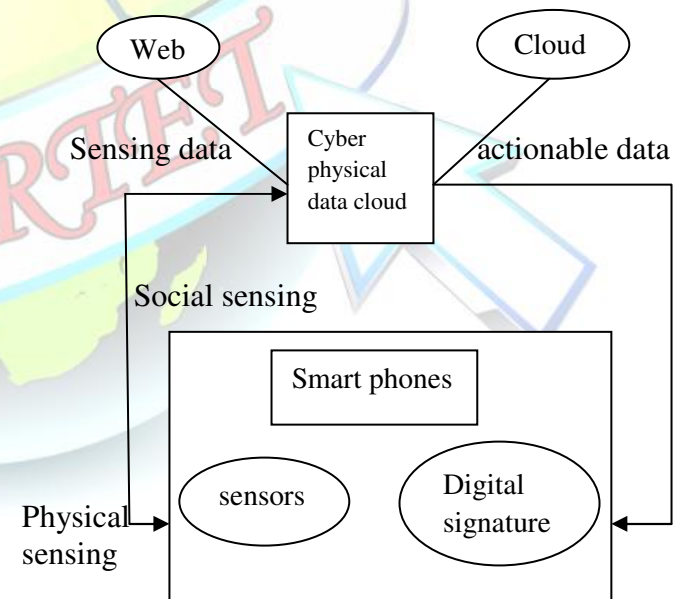 Web
Cloud
Cyber
physical
data cloud
Sensing data
actionable data
Social sensing
Smart phones
sensors
Digital
signature
Physical
sensing